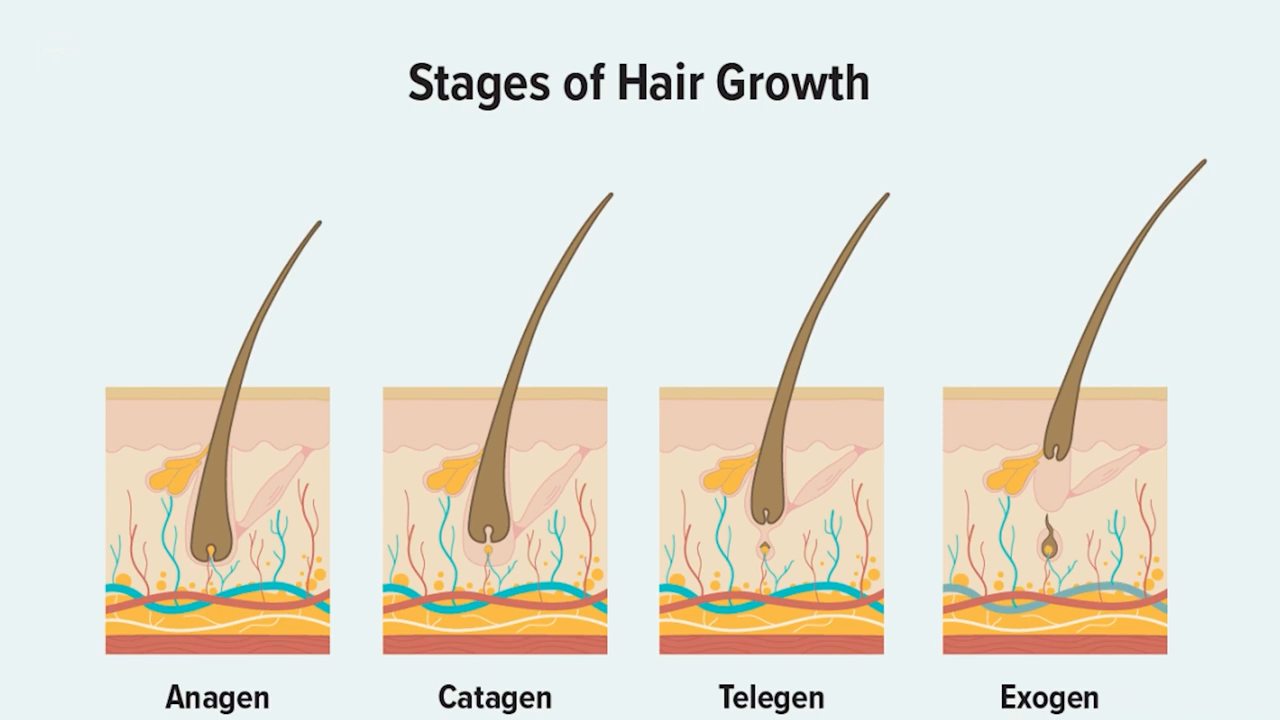 Stages of Hair Growth
Anagen
Catagen
Telegen
Exogen